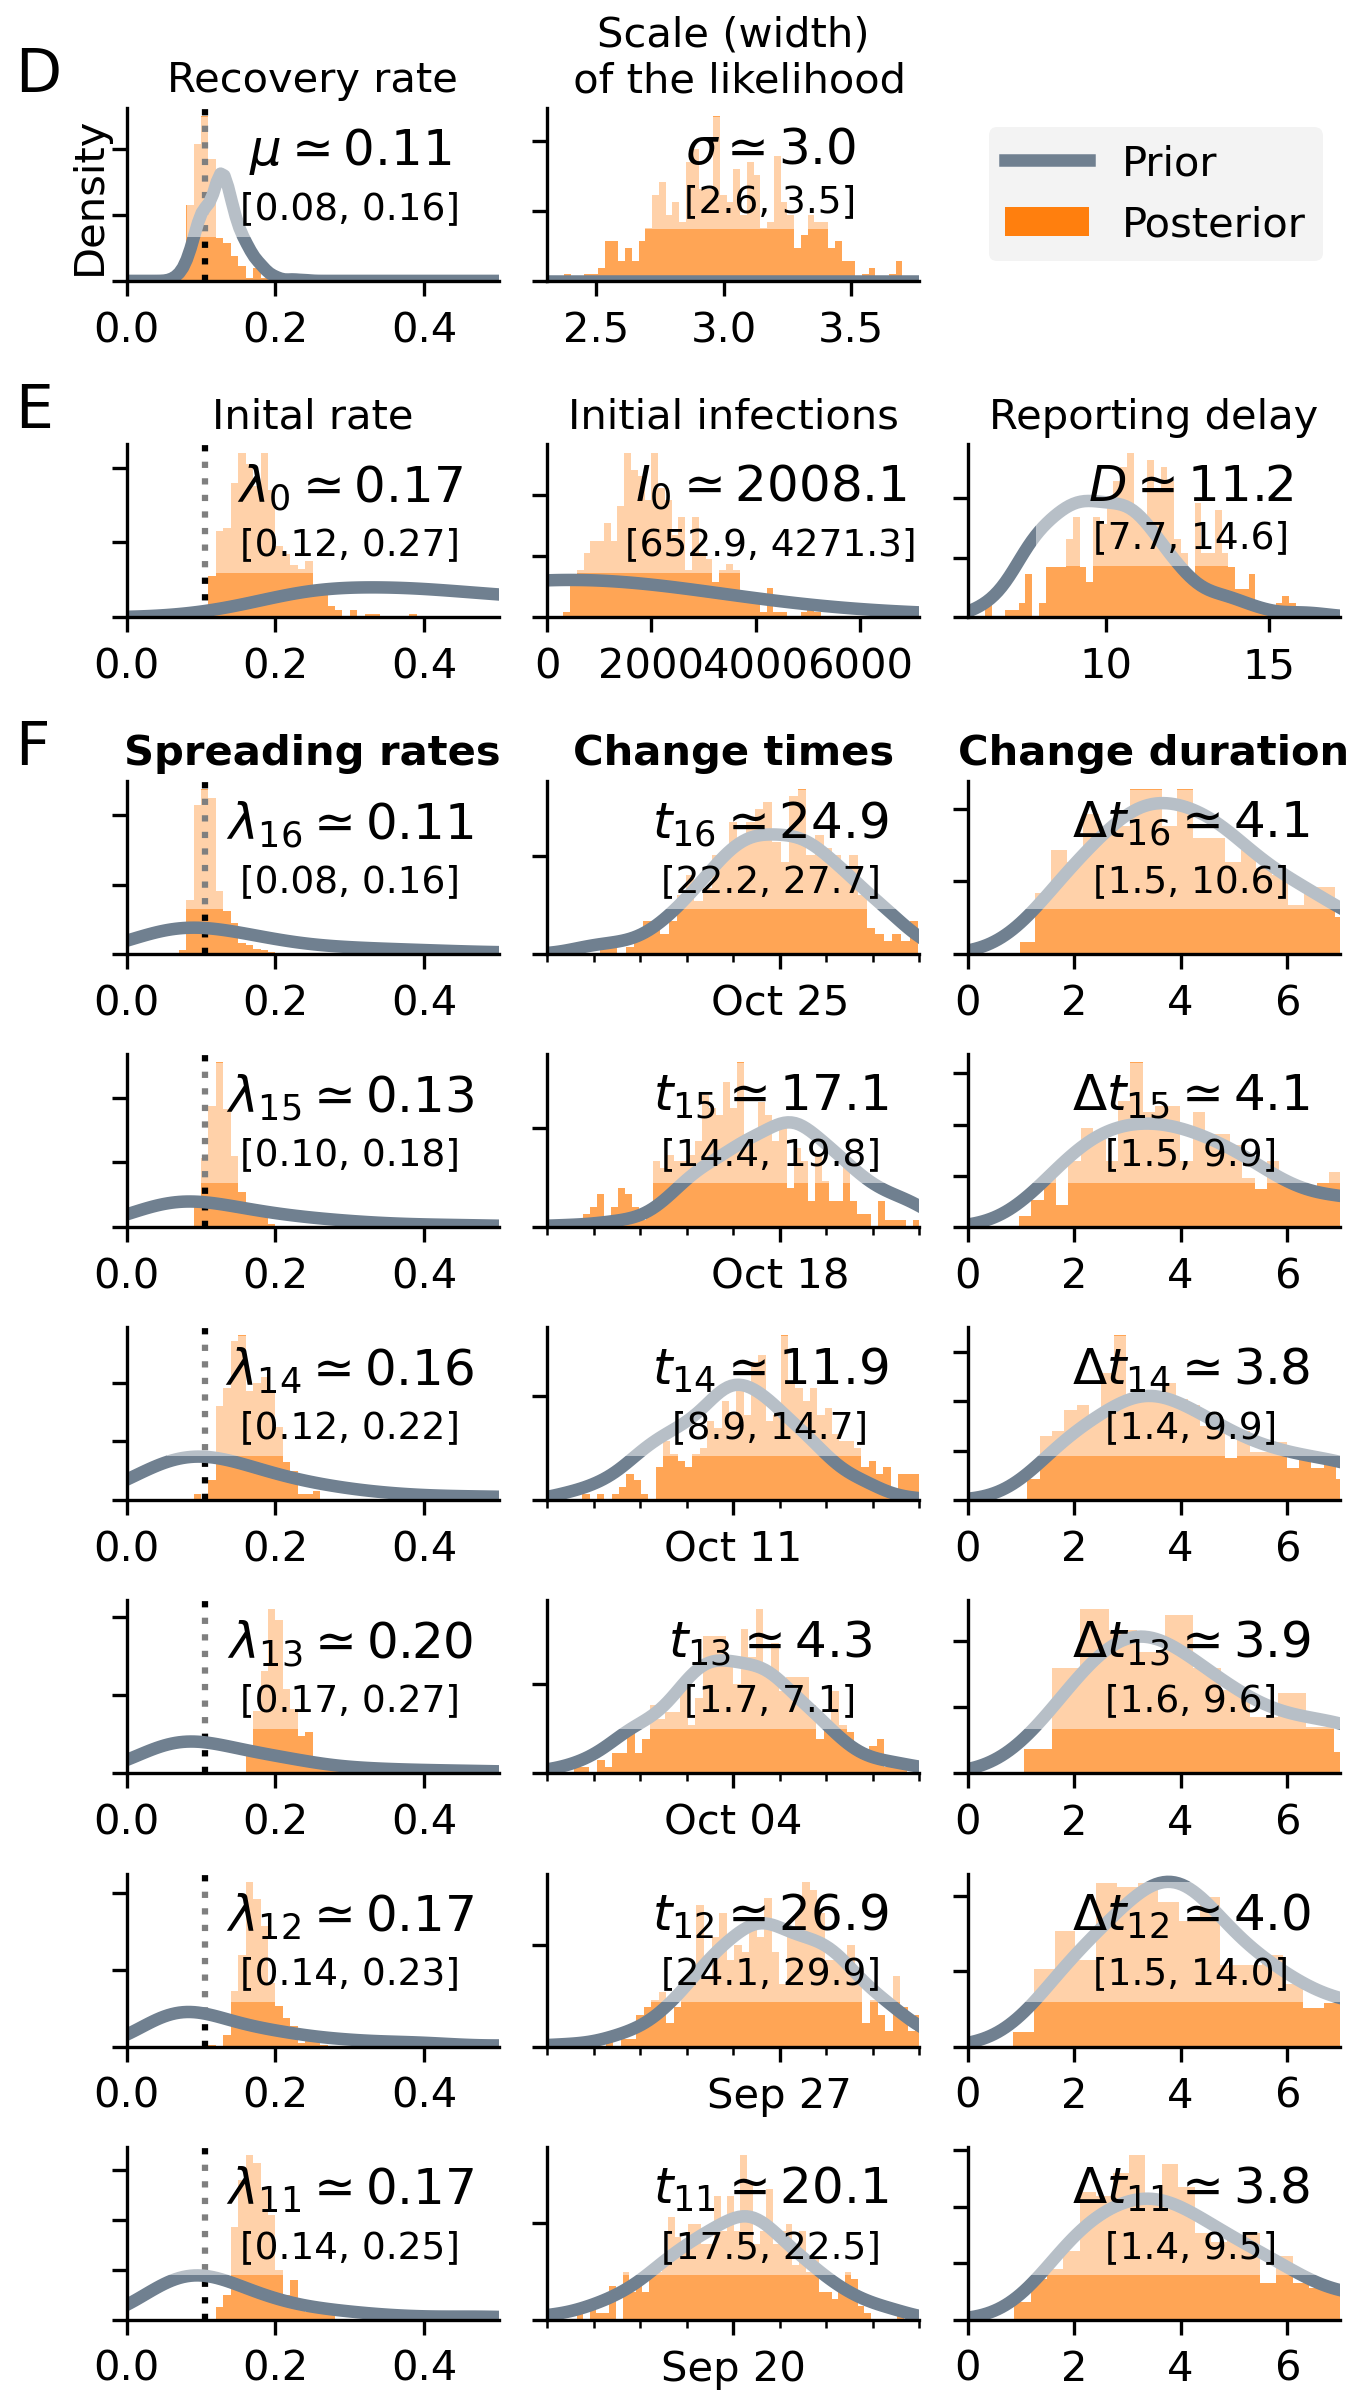 D
Recovery rate
Scale (width)
of the likelihood
Density
μ ≃ 0.11
[0.08, 0.16]
σ ≃ 3.0
[2.6, 3.5]
Prior
Posterior
0.0 0.2 0.4
2.5 3.0 3.5
E
Inital rate
Initial infections
Reporting delay
λ0 ≃ 0.17
[0.12, 0.27]
I0 ≃ 2008.1
[652.9, 4271.3]
D ≃ 11.2
[7.7, 14.6]
0.0 0.2 0.4
0 2000 4000 6000
10 15
F
Spreading rates
Change times
Change duration
λ16 ≃ 0.11
[0.08, 0.16]
t16 ≃ 24.9
[22.2, 27.7]
Δt16 ≃ 4.1
[1.5, 10.6]
0.0 0.2 0.4
Oct 25
0 2 4 6
λ15 ≃ 0.13
[0.10, 0.18]
t15 ≃ 17.1
[14.4, 19.8]
Δt15 ≃ 4.1
[1.5, 9.9]
0.0 0.2 0.4
Oct 18
0 2 4 6
λ14 ≃ 0.16
[0.12, 0.22]
t14 ≃ 11.9
[8.9, 14.7]
Δt14 ≃ 3.8
[1.4, 9.9]
0.0 0.2 0.4
Oct 11
0 2 4 6
λ13 ≃ 0.20
[0.17, 0.27]
t13 ≃ 4.3
[1.7, 7.1]
Δt13 ≃ 3.9
[1.6, 9.6]
0.0 0.2 0.4
Oct 04
0 2 4 6
λ12 ≃ 0.17
[0.14, 0.23]
t12 ≃ 26.9
[24.1, 29.9]
Δt12 ≃ 4.0
[1.5, 14.0]
0.0 0.2 0.4
Sep 27
0 2 4 6
λ11 ≃ 0.17
[0.14, 0.25]
t11 ≃ 20.1
[17.5, 22.5]
Δt11 ≃ 3.8
[1.4, 9.5]
0.0 0.2 0.4
Sep 20
0 2 4 6